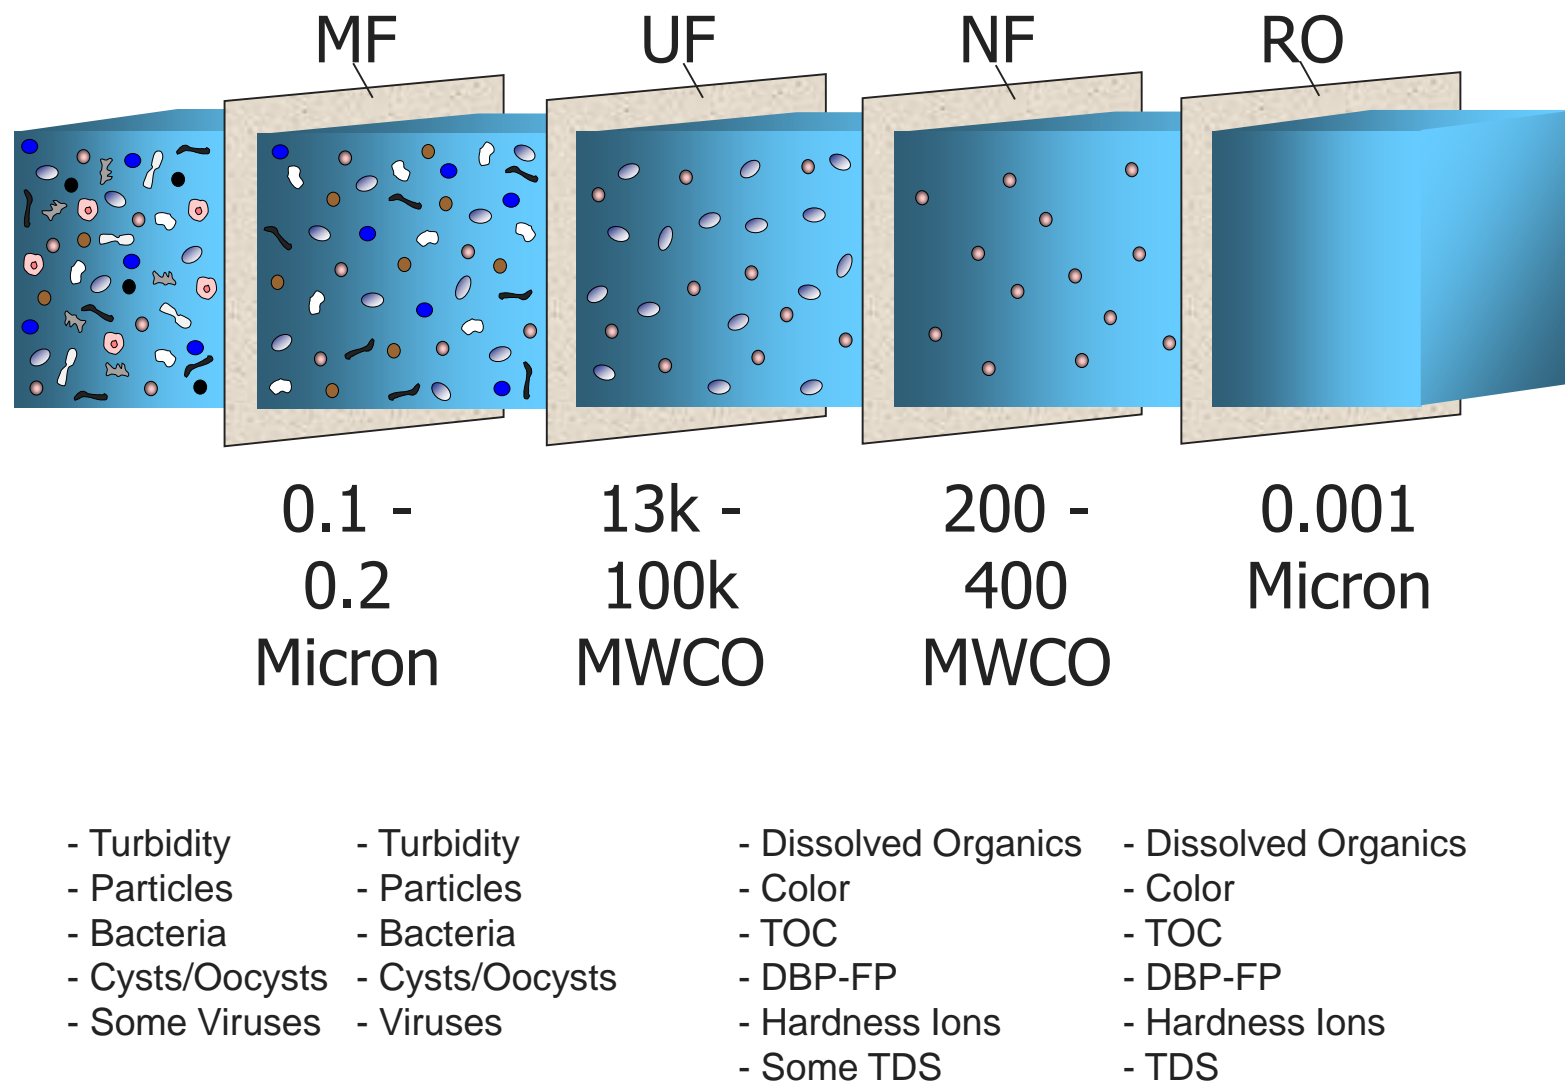 MF
UF
NF
RO
0.1 -
0.2
Micron
13k -
100k
MWCO
200 -
400
MWCO
0.001
Micron
- Turbidity
- Particles
- Bacteria
- Cysts/Oocysts
- Some Viruses
- Turbidity
- Particles
- Bacteria
- Cysts/Oocysts
- Viruses
- Dissolved Organics
- Color
- TOC
- DBP-FP
- Hardness Ions
- Some TDS
- Dissolved Organics
- Color
- TOC
- DBP-FP
- Hardness Ions
- TDS